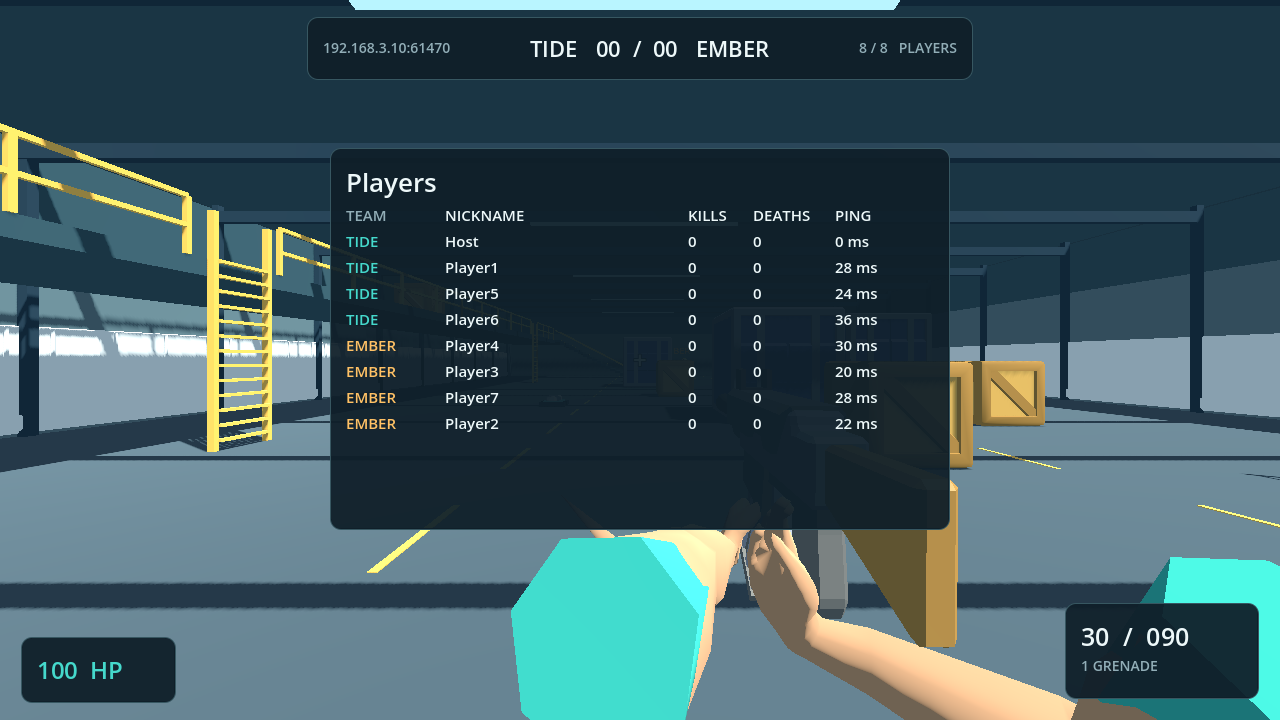 192.168.3.10:61470 TIDE 00 / 00 EMBER 8 / 8 PLAYERS
Players
TEAM NICKNAME KILLS DEATHS PING
TIDE Host 0 0 0 ms
TIDE Player1 0 0 28 ms
TIDE Player5 0 0 24 ms
TIDE Player6 0 0 36 ms
EMBER Player4 0 0 30 ms
EMBER Player3 0 0 20 ms
EMBER Player7 0 0 28 ms
EMBER Player2 0 0 22 ms
100 HP
30 / 090
1 GRENADE